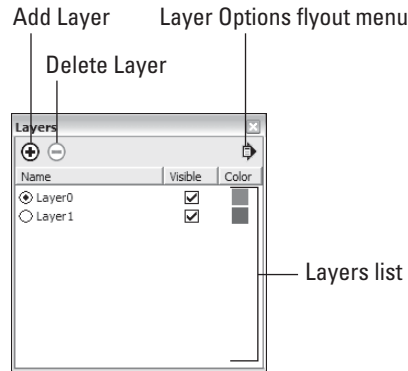 Add Layer
Layer Options flyout menu
Delete Layer
Layers
Name Visible Color
Layer0
Layer1
Layers list